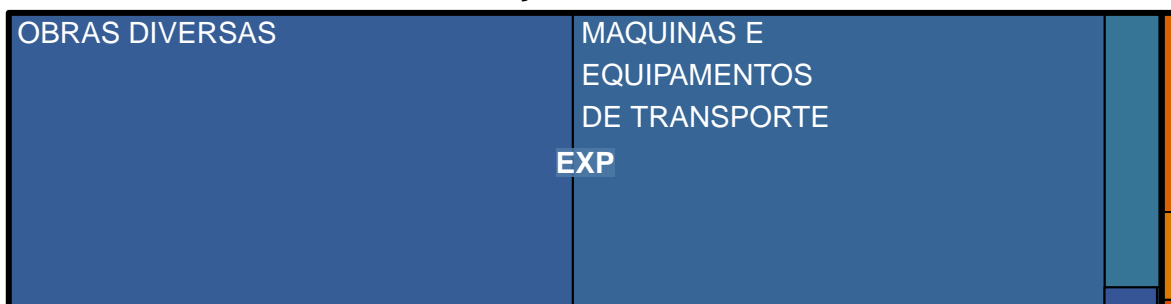 OBRAS DIVERSAS
MAQUINAS E
EQUIPAMENTOS
DE TRANSPORTE
EXP